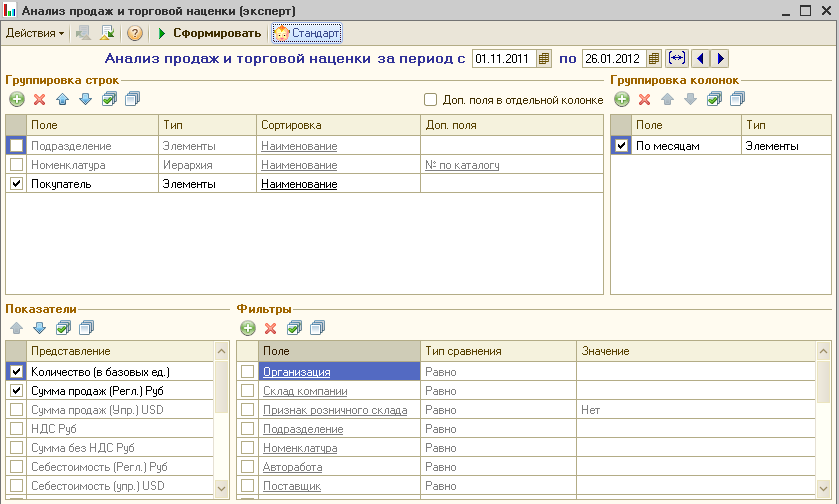 Анализ продаж и торговой наценки (эксперт)
Действия Сформировать Стандарт
Анализ продаж и торговой наценки за период с 01.11.2011 по 26.01.2012
Группировка строк
Доп. поля в отдельной колонке
Поле Тип Сортировка Доп. поля
Подразделение Элементы Наименование
Номенклатура Иерархия Наименование № по каталогу
Покупатель Элементы Наименование
Группировка колонок
Поле Тип
По месяцам Элементы
Показатели
Представление
Количество (в базовых ед.)
Сумма продаж (Регл.) Руб
Сумма продаж (Упр.) USD
НДС Руб
Сумма без НДС Руб
Себестоимость (Регл.) Руб
Себестоимость (упр.) USD
Фильтры
Поле Тип сравнения Значение
Организация Равно
Склад компании Равно
Признак розничного склада Равно Нет
Подразделение Равно
Номенклатура Равно
Авторабота Равно
Поставщик Равно